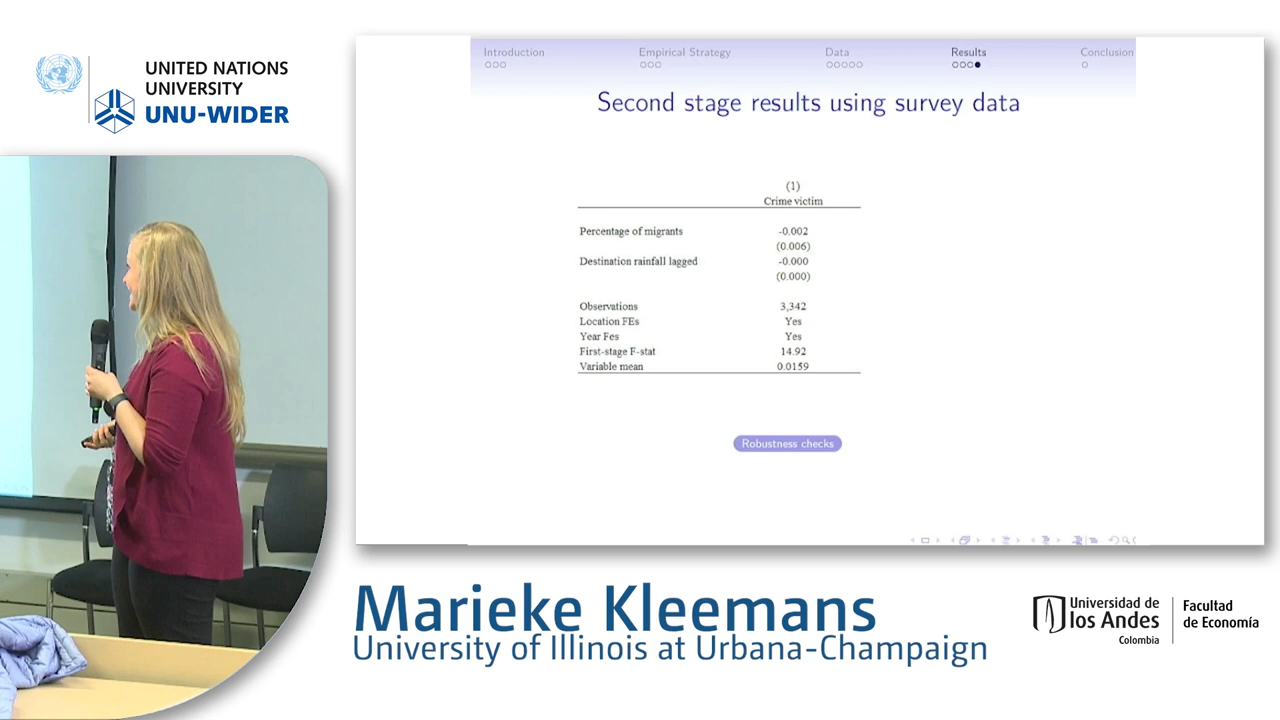 UNITED NATIONS
UNIVERSITY
UNU-WIDER
Introduction
Empirical Strategy
Data
Results
Conclusion
Second stage results using survey data
(1)
Crime victim
Percentage of migrants -0.002
(0.006)
Destination rainfall lagged -0.000
(0.000)
Observations 3,342
Location FEs Yes
Year Fes Yes
First-stage F-stat 14.92
Variable mean 0.0159
Robustness checks
Marieke Kleemans
University of Illinois at Urbana-Champaign
Universidad de
los Andes
Colombia
Facultad
de Economía